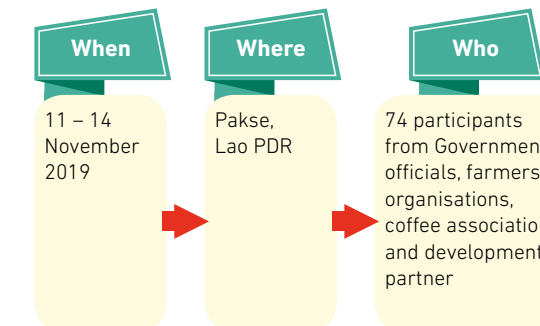 When
11 – 14
November
2019
Where
Pakse,
Lao PDR
Who
74 participants
from Governmen
officials, farmers
organisations,
coffee associatio
and development
partner